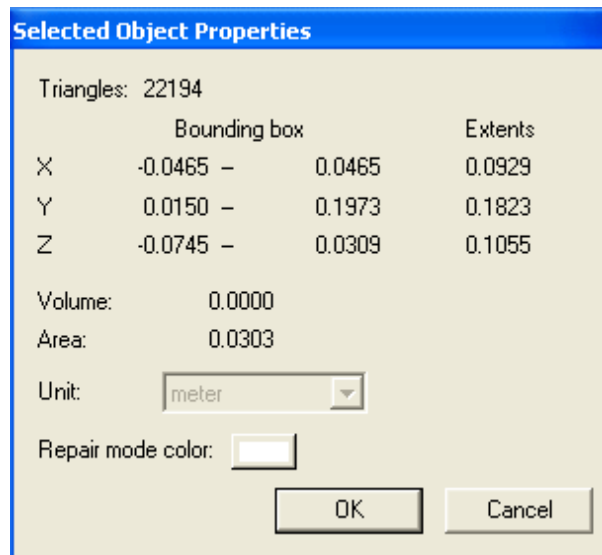 Selected Object Properties
Triangles: 22194
Bounding box Extents
X -0.0465 – 0.0465 0.0929
Y 0.0150 – 0.1973 0.1823
Z -0.0745 – 0.0309 0.1055
Volume: 0.0000
Area: 0.0303
Unit: meter
Repair mode color:
OK Cancel